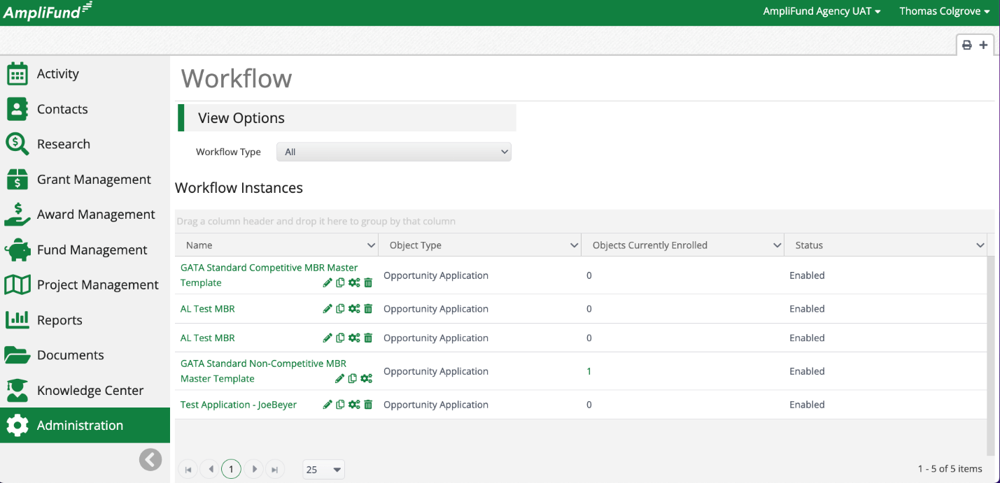 AmpliFund
AmpliFund Agency UAT
Thomas Colgrove
Activity
Contacts
Research
Grant Management
Award Management
Fund Management
Project Management
Reports
Documents
Knowledge Center
Administration
Workflow
View Options
Workflow Type
All
Workflow Instances
Drag a column header and drop it here to group by that column
Name Object Type Objects Currently Enrolled Status
GATA Standard Competitive MBR Master
Template
Opportunity Application 0 Enabled
AL Test MBR Opportunity Application 0 Enabled
AL Test MBR Opportunity Application 0 Enabled
GATA Standard Non-Competitive MBR
Master Template
Opportunity Application 1 Enabled
Test Application - JoeBeyer Opportunity Application 0 Enabled
1
25
1 - 5 of 5 items